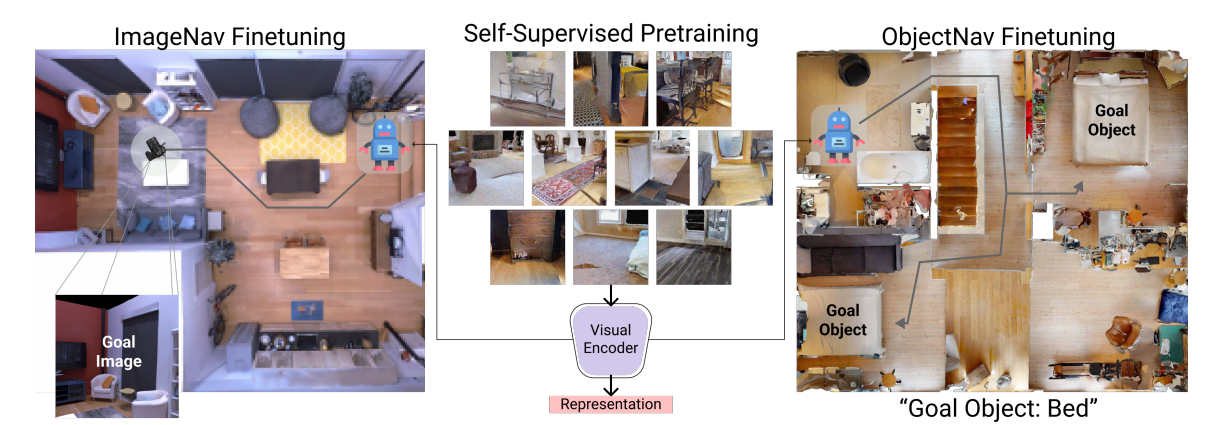 ImageNav Finetuning
Self-Supervised Pretraining
ObjectNav Finetuning
Goal
Image
Visual
Encoder
Representation
Goal
Object
Goal
Object
“Goal Object: Bed”